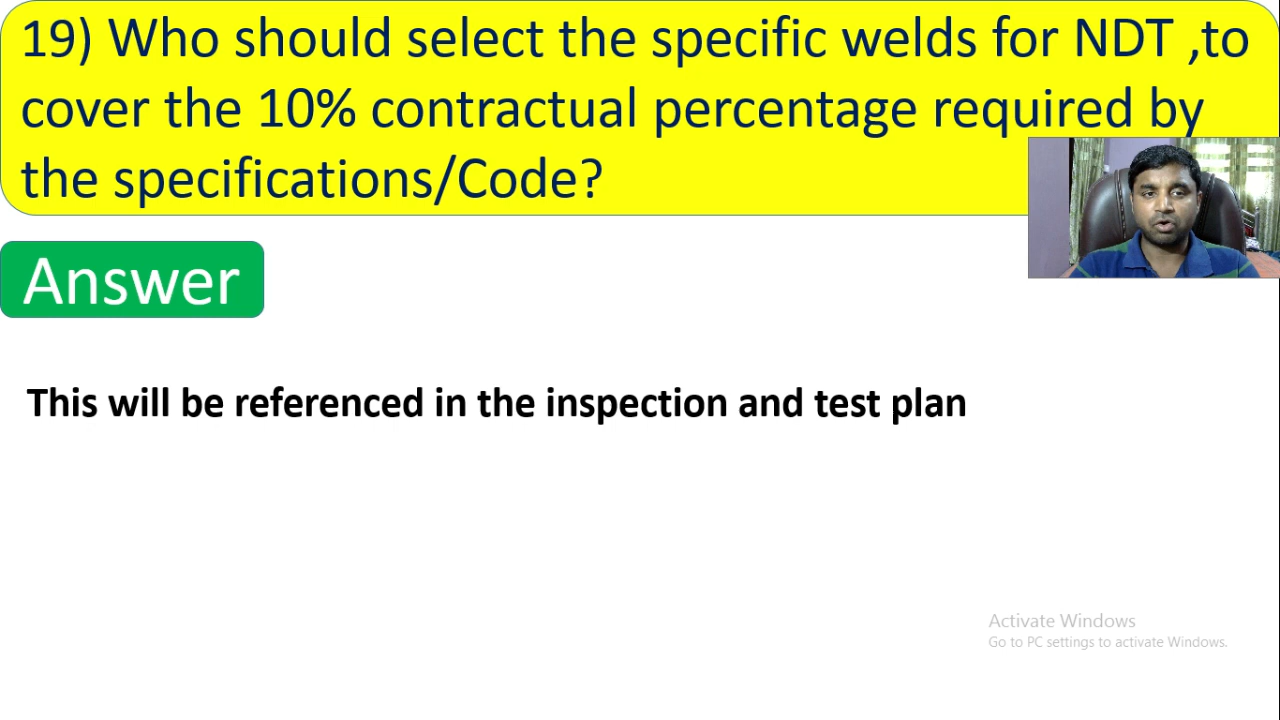 19) Who should select the specific welds for NDT ,to
cover the 10% contractual percentage required by
the specifications/Code?
Answer
This will be referenced in the inspection and test plan
Activate Windows
Go to PC settings to activate Windows.